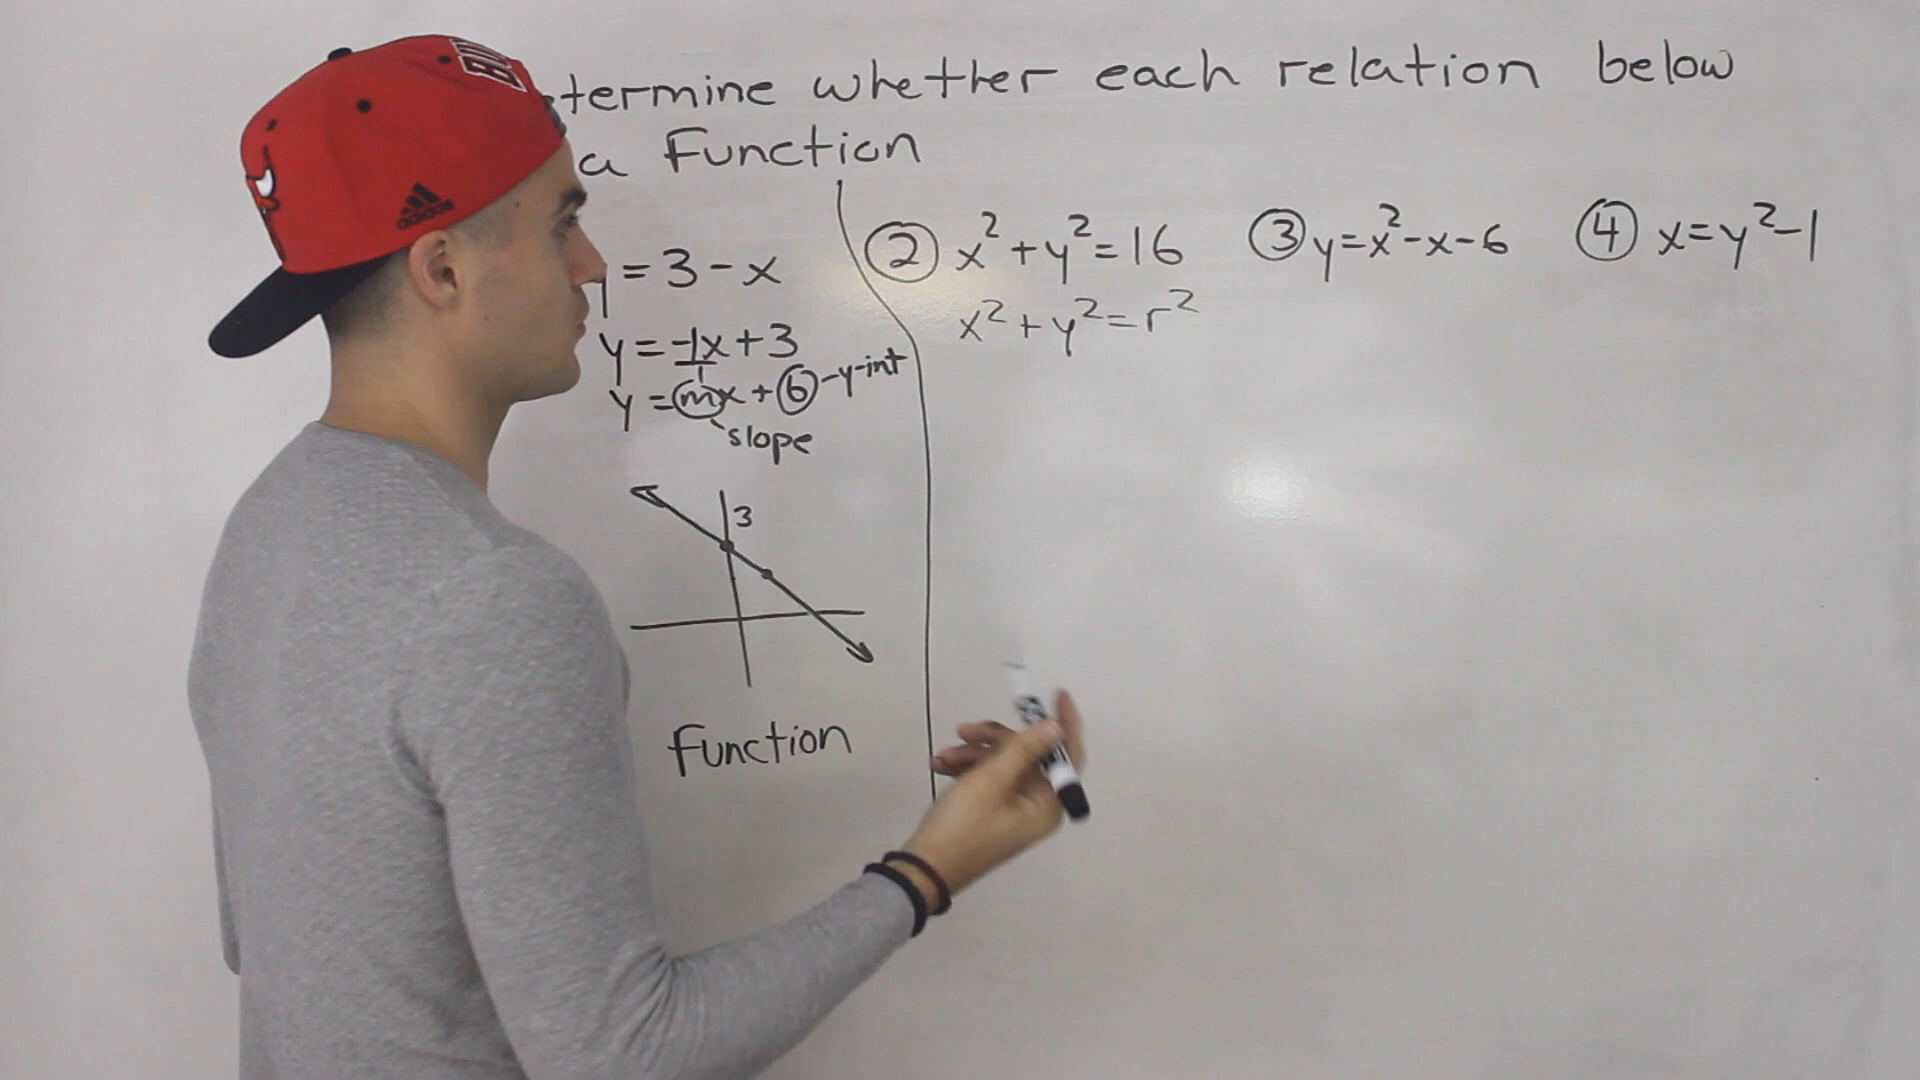 termine whether each relation below
a Function
= 3 - x
② x² + y² = 16
③ y = x² - x - 6
④ x = y² - 1
x² + y² = r²
y = -1x + 3
y = mx + b - y-int
slope
3
Function
adidas